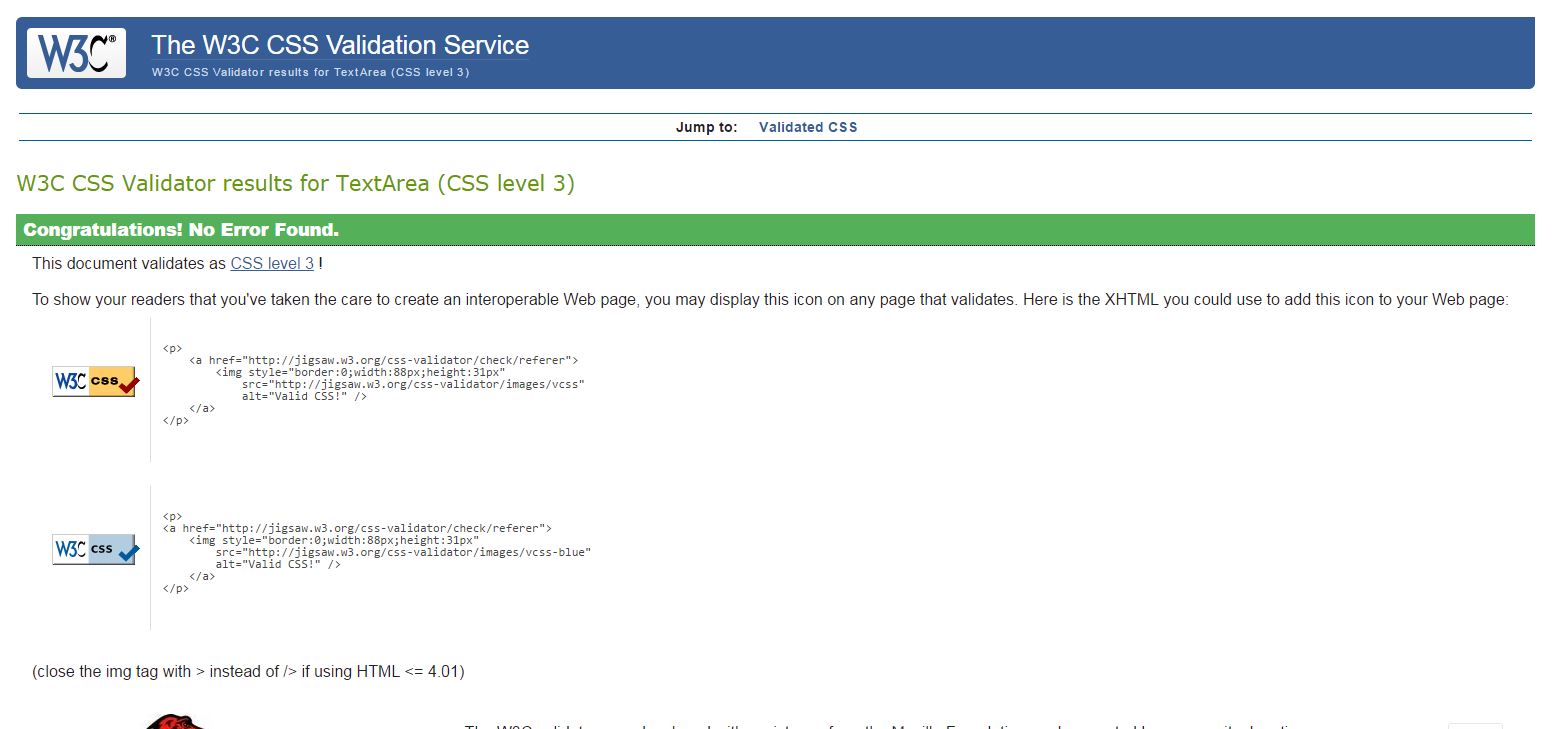 W3C®
The W3C CSS Validation Service
W3C CSS Validator results for TextArea (CSS level 3)
Jump to: Validated CSS
W3C CSS Validator results for TextArea (CSS level 3)
Congratulations! No Error Found.
This document validates as CSS level 3 !
To show your readers that you've taken the care to create an interoperable Web page, you may display this icon on any page that validates. Here is the XHTML you could use to add this icon to your Web page:
W3C css
<p>
<a href="http://jigsaw.w3.org/css-validator/check/referer">
<img style="border:0;width:88px;height:31px"
src="http://jigsaw.w3.org/css-validator/images/vcss"
alt="Valid CSS!" />
</a>
</p>
W3C css
<p>
<a href="http://jigsaw.w3.org/css-validator/check/referer">
<img style="border:0;width:88px;height:31px"
src="http://jigsaw.w3.org/css-validator/images/vcss-blue"
alt="Valid CSS!" />
</a>
</p>
(close the img tag with > instead of /> if using HTML <= 4.01)